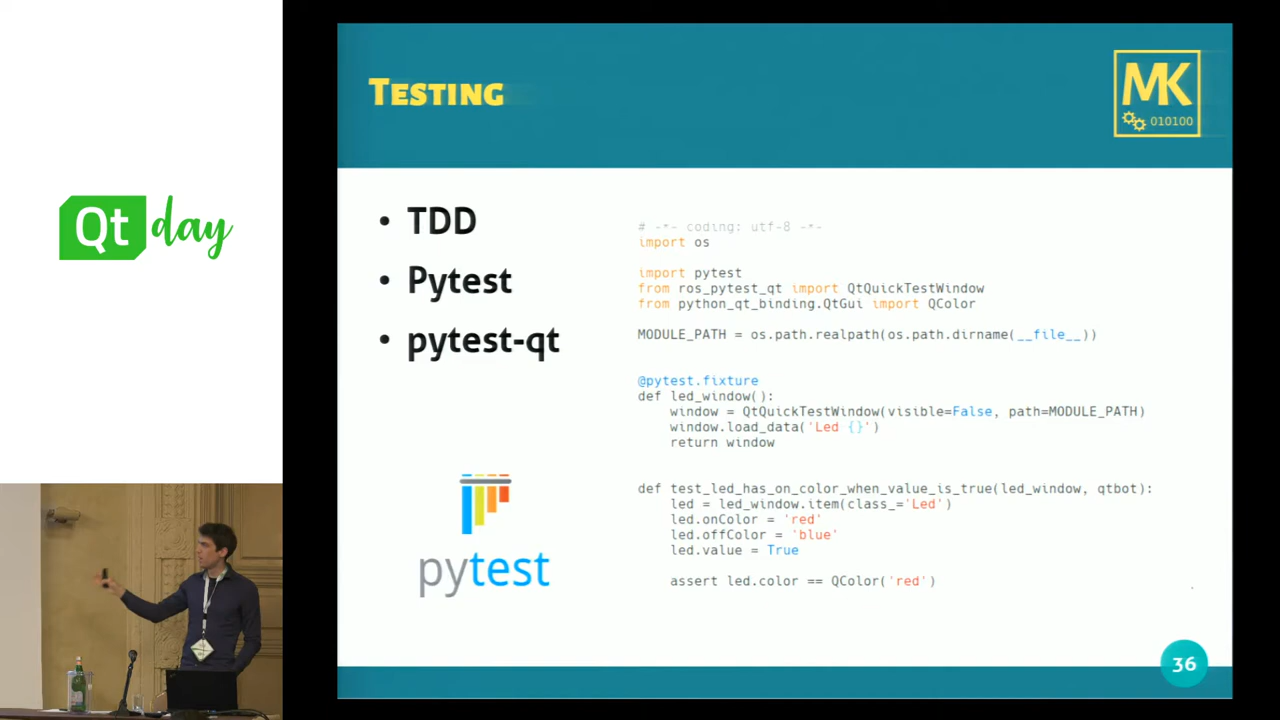 Qt day
TESTING
MK
010100
• TDD
• Pytest
• pytest-qt
pytest
# -*- coding: utf-8 -*-
import os
import pytest
from ros_pytest_qt import QtQuickTestWindow
from python_qt_binding.QtGui import QColor
MODULE_PATH = os.path.realpath(os.path.dirname(__file__))
@pytest.fixture
def led_window():
    window = QtQuickTestWindow(visible=False, path=MODULE_PATH)
    window.load_data('Led {}')
    return window
def test_led_has_on_color_when_value_is_true(led_window, qtbot):
    led = led_window.item(class_='Led')
    led.onColor = 'red'
    led.offColor = 'blue'
    led.value = True
    assert led.color == QColor('red')
36